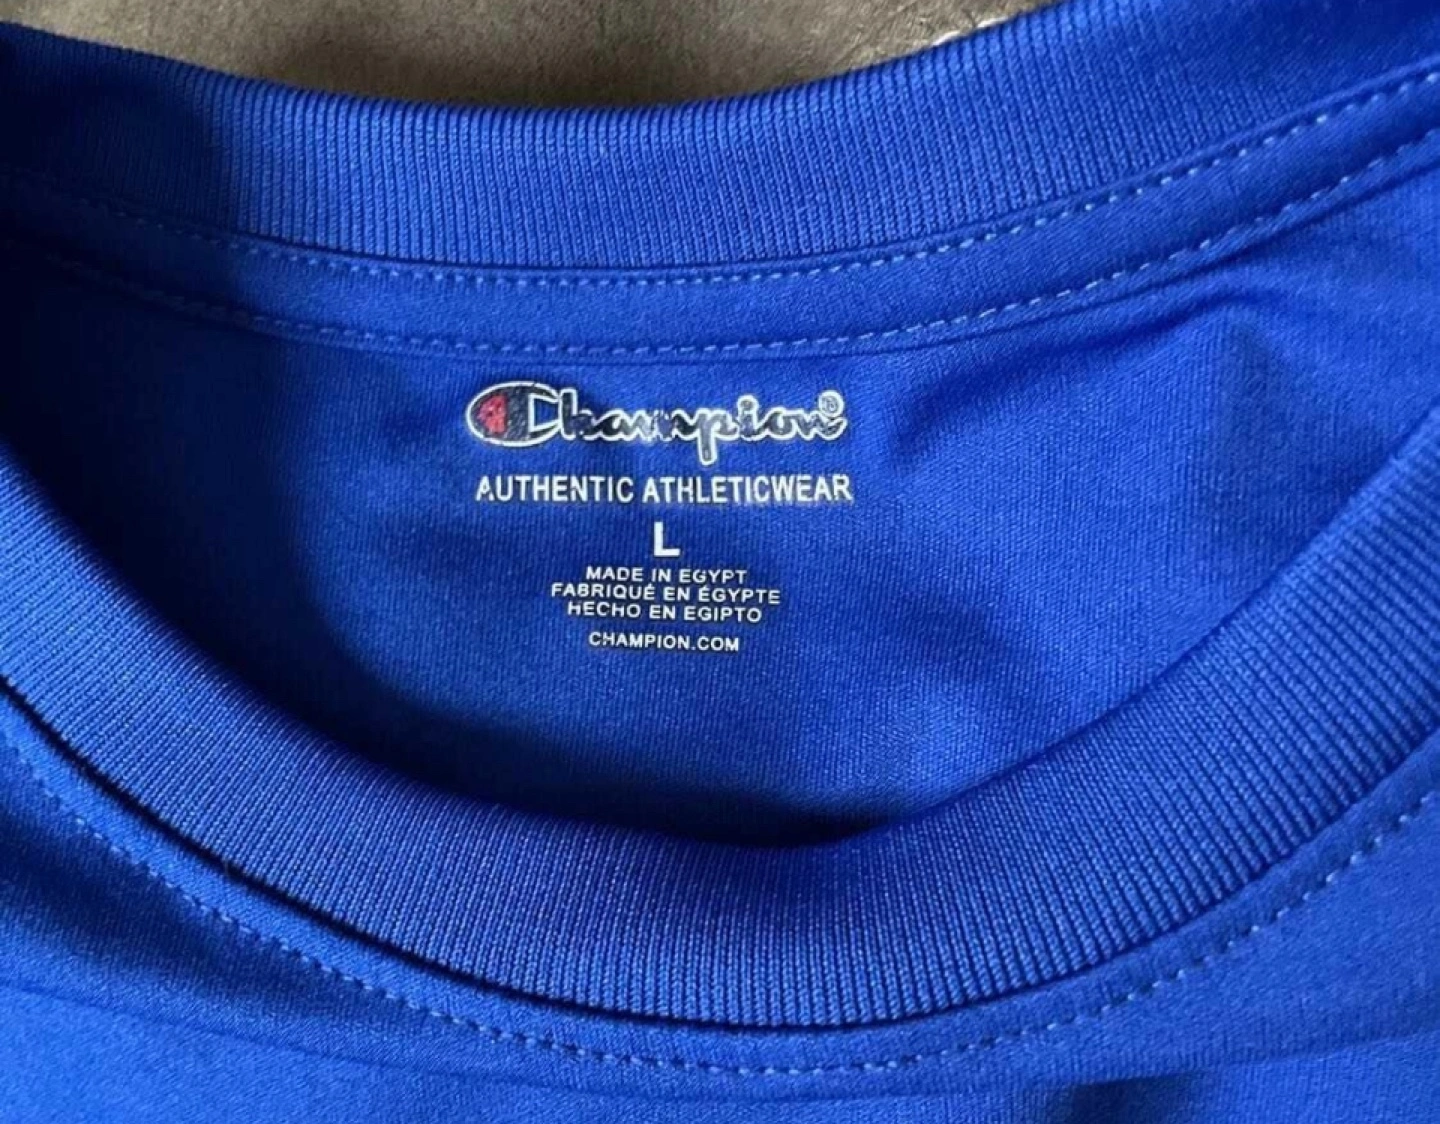 Champion®
AUTHENTIC ATHLETICWEAR
L
MADE IN EGYPT
FABRIQUÉ EN ÉGYPTE
HECHO EN EGIPTO
CHAMPION.COM